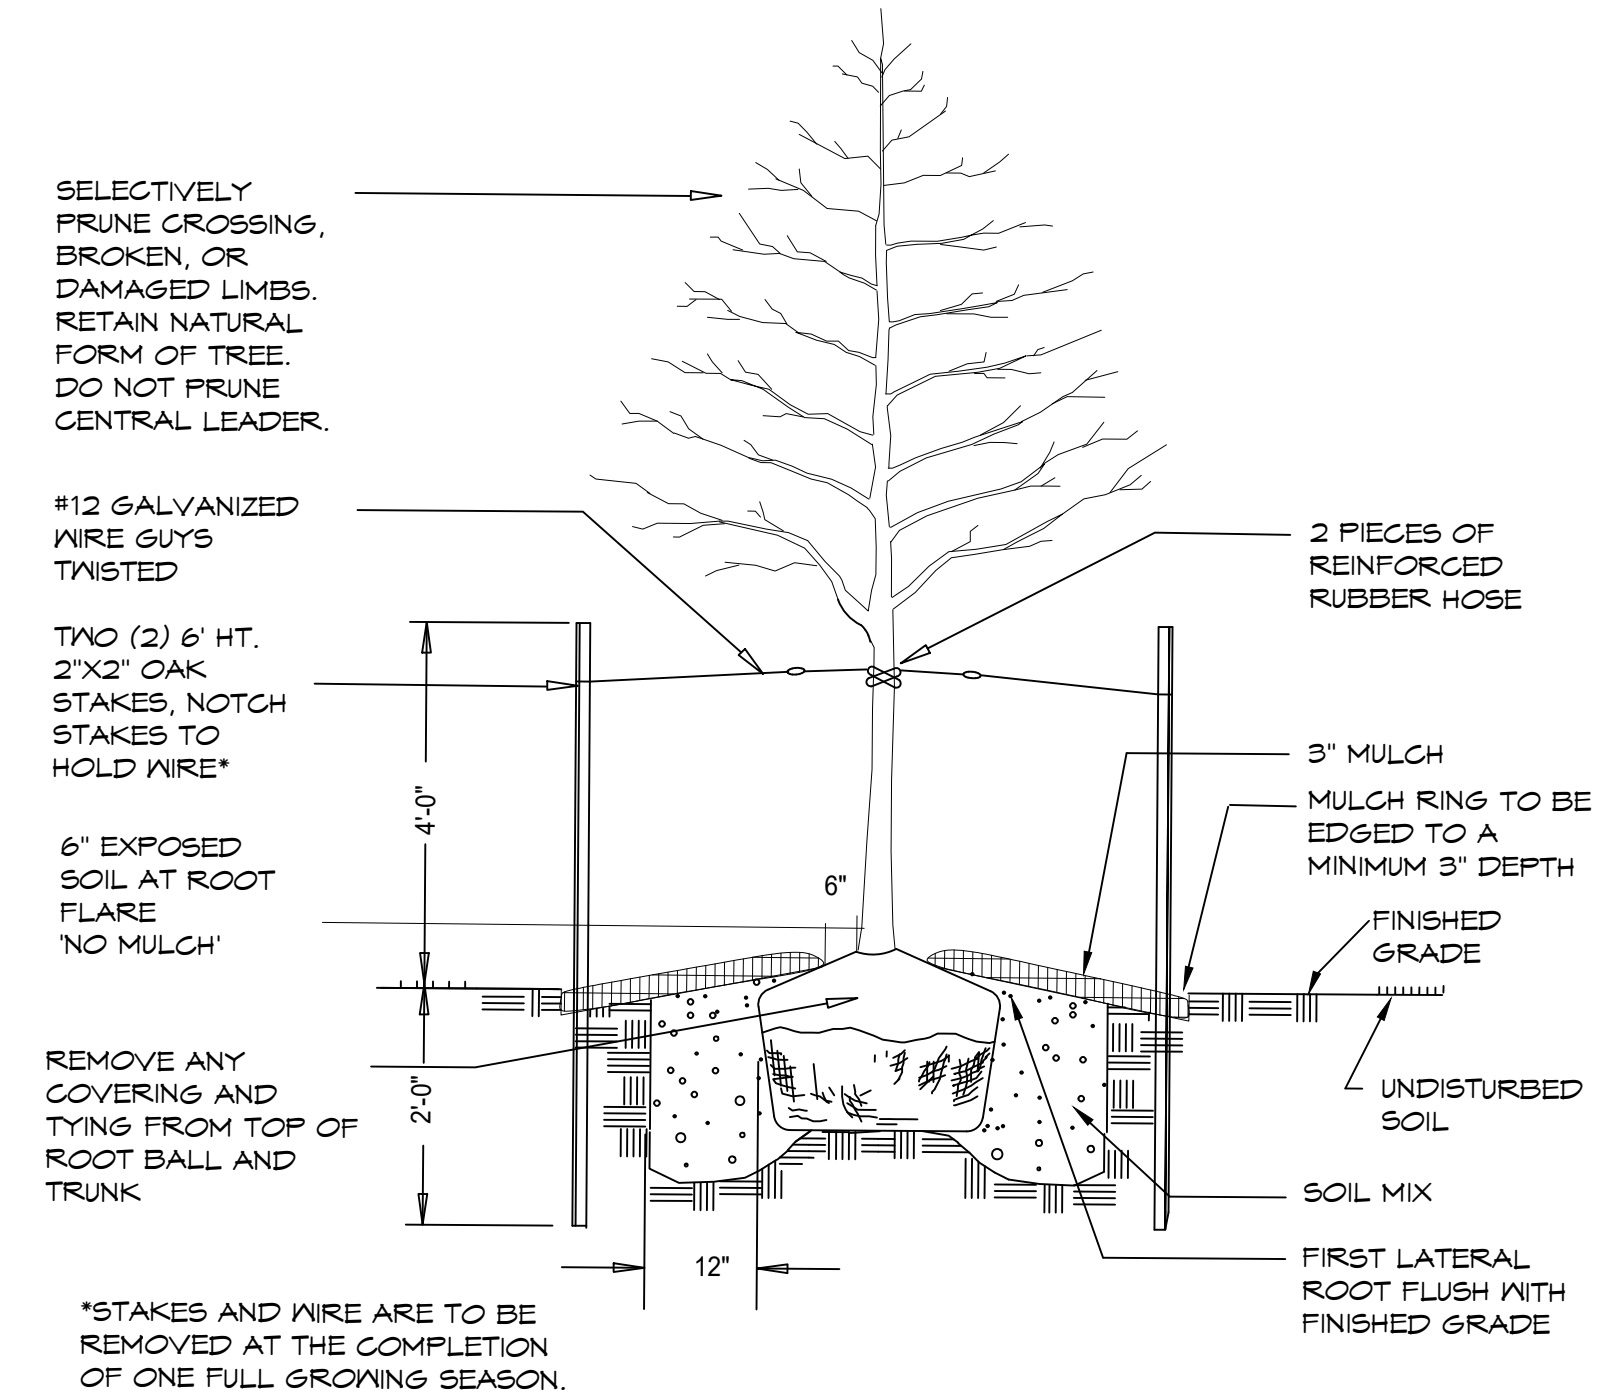 SELECTIVELY
PRUNE CROSSING,
BROKEN, OR
DAMAGED LIMBS.
RETAIN NATURAL
FORM OF TREE.
DO NOT PRUNE
CENTRAL LEADER.
#12 GALVANIZED
WIRE GUYS
TWISTED
TWO (2) 6' HT.
2"X2" OAK
STAKES, NOTCH
STAKES TO
HOLD WIRE*
6" EXPOSED
SOIL AT ROOT
FLARE
'NO MULCH'
REMOVE ANY
COVERING AND
TYING FROM TOP OF
ROOT BALL AND
TRUNK
4'-0"
2'-0"
6"
12"
2 PIECES OF
REINFORCED
RUBBER HOSE
3" MULCH
MULCH RING TO BE
EDGED TO A
MINIMUM 3" DEPTH
FINISHED
GRADE
UNDISTURBED
SOIL
SOIL MIX
FIRST LATERAL
ROOT FLUSH WITH
FINISHED GRADE
*STAKES AND WIRE ARE TO BE
REMOVED AT THE COMPLETION
OF ONE FULL GROWING SEASON.